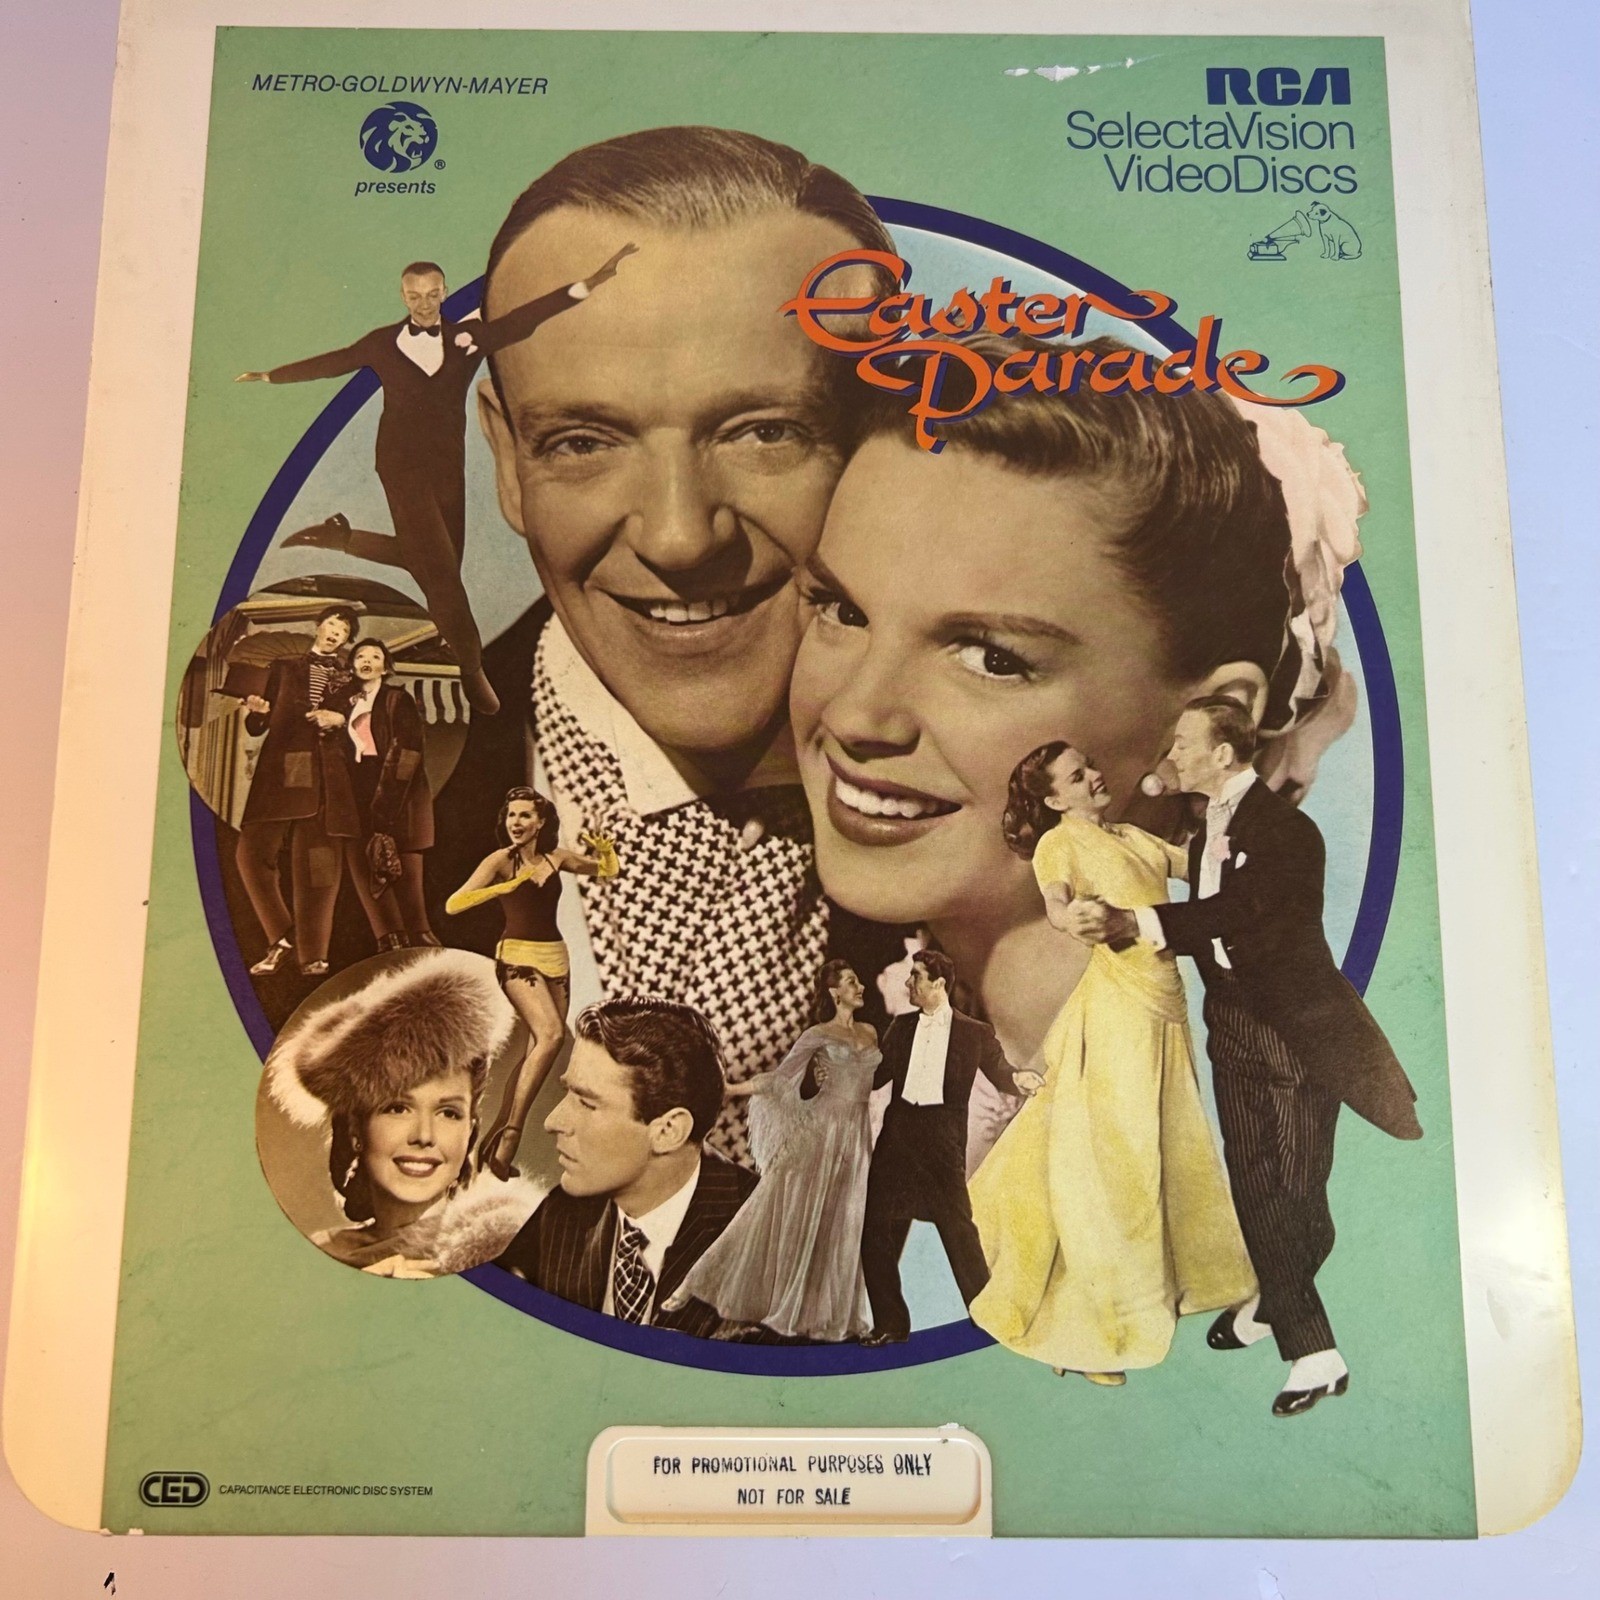 METRO-GOLDWYN-MAYER
®
presents
RCA
SelectaVision
VideoDiscs
Easter
Parade
FOR PROMOTIONAL PURPOSES ONLY
NOT FOR SALE
CED CAPACITANCE ELECTRONIC DISC SYSTEM